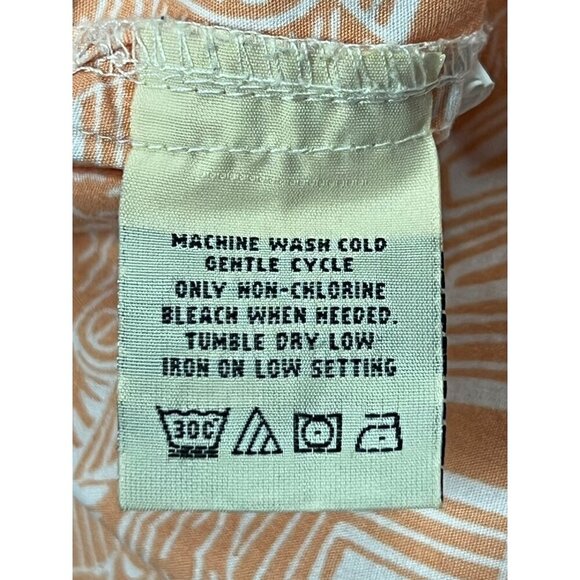 MACHINE WASH COLD
GENTLE CYCLE
ONLY NON-CHLORINE
BLEACH WHEN NEEDED.
TUMBLE DRY LOW
IRON ON LOW SETTING
30C